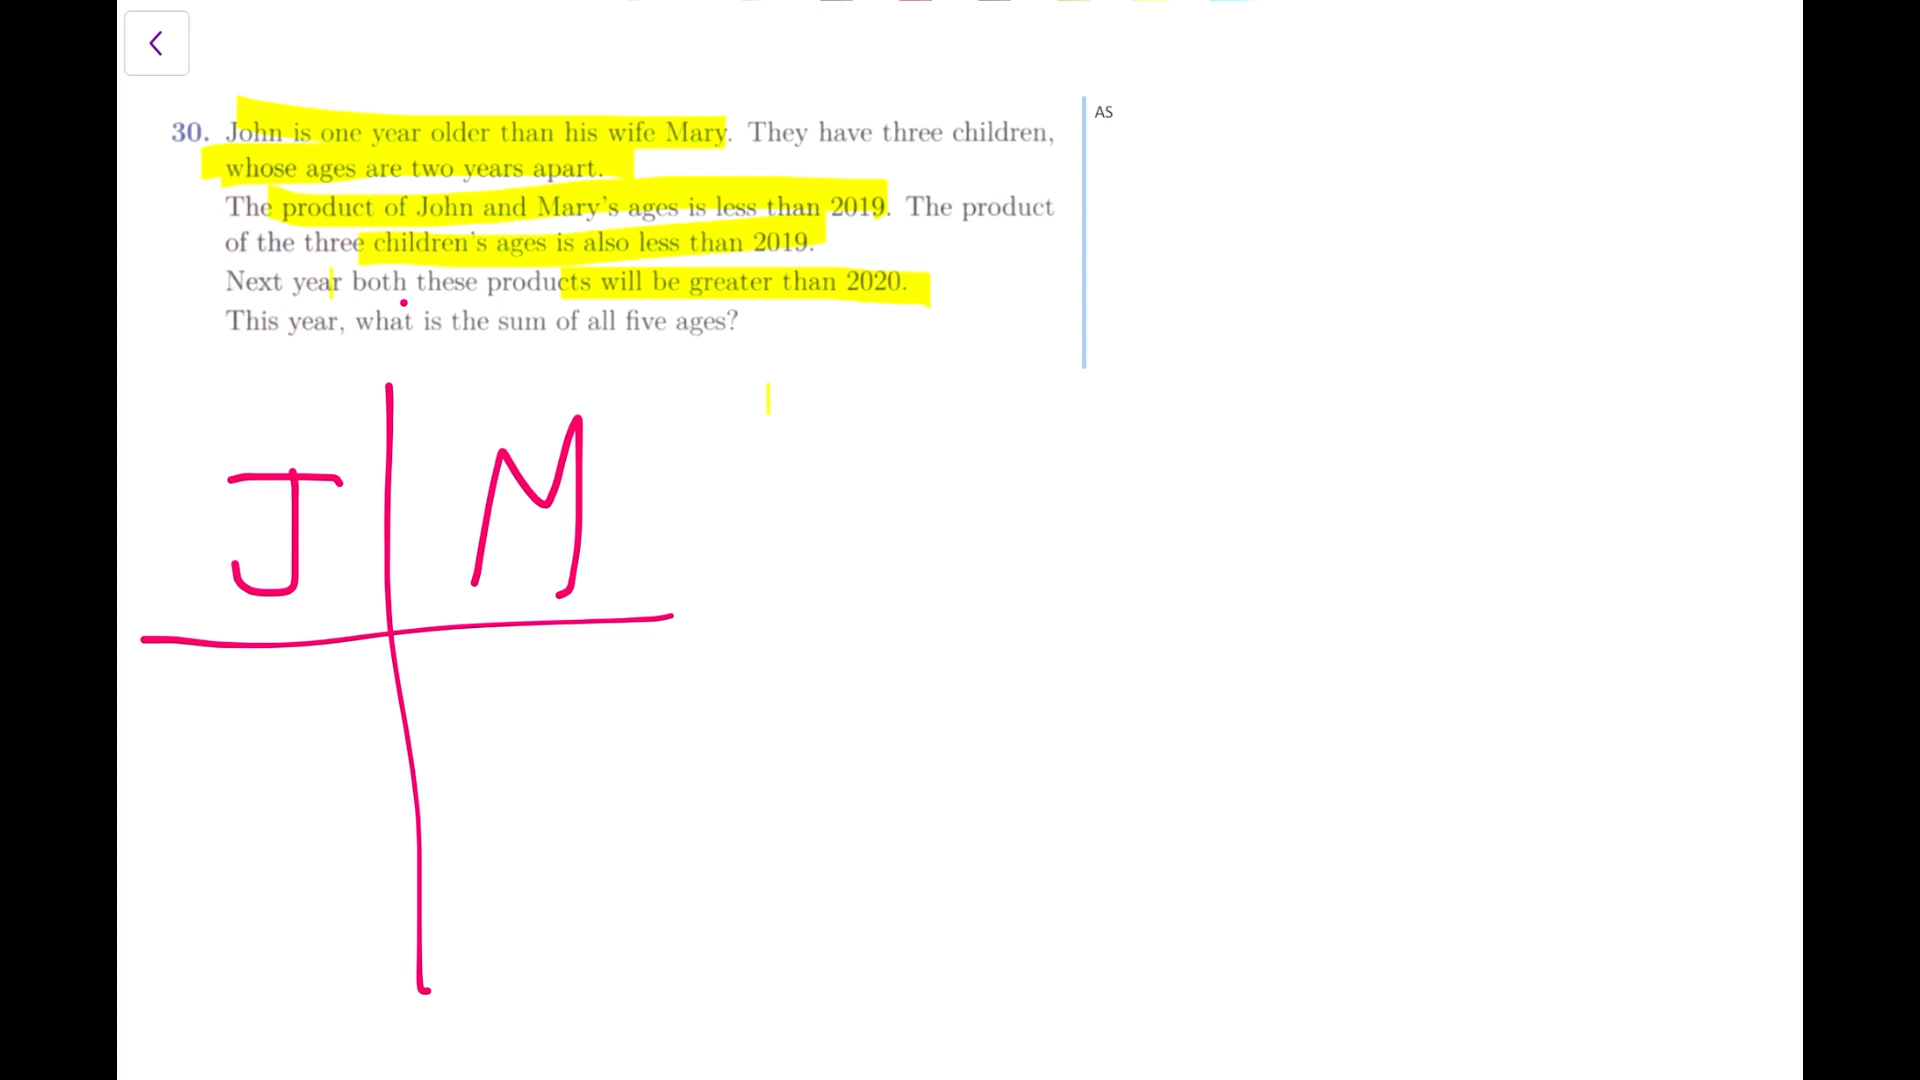 30. John is one year older than his wife Mary. They have three children,
whose ages are two years apart.
The product of John and Mary's ages is less than 2019. The product
of the three children's ages is also less than 2019.
Next year both these products will be greater than 2020.
This year, what is the sum of all five ages?
AS
J M